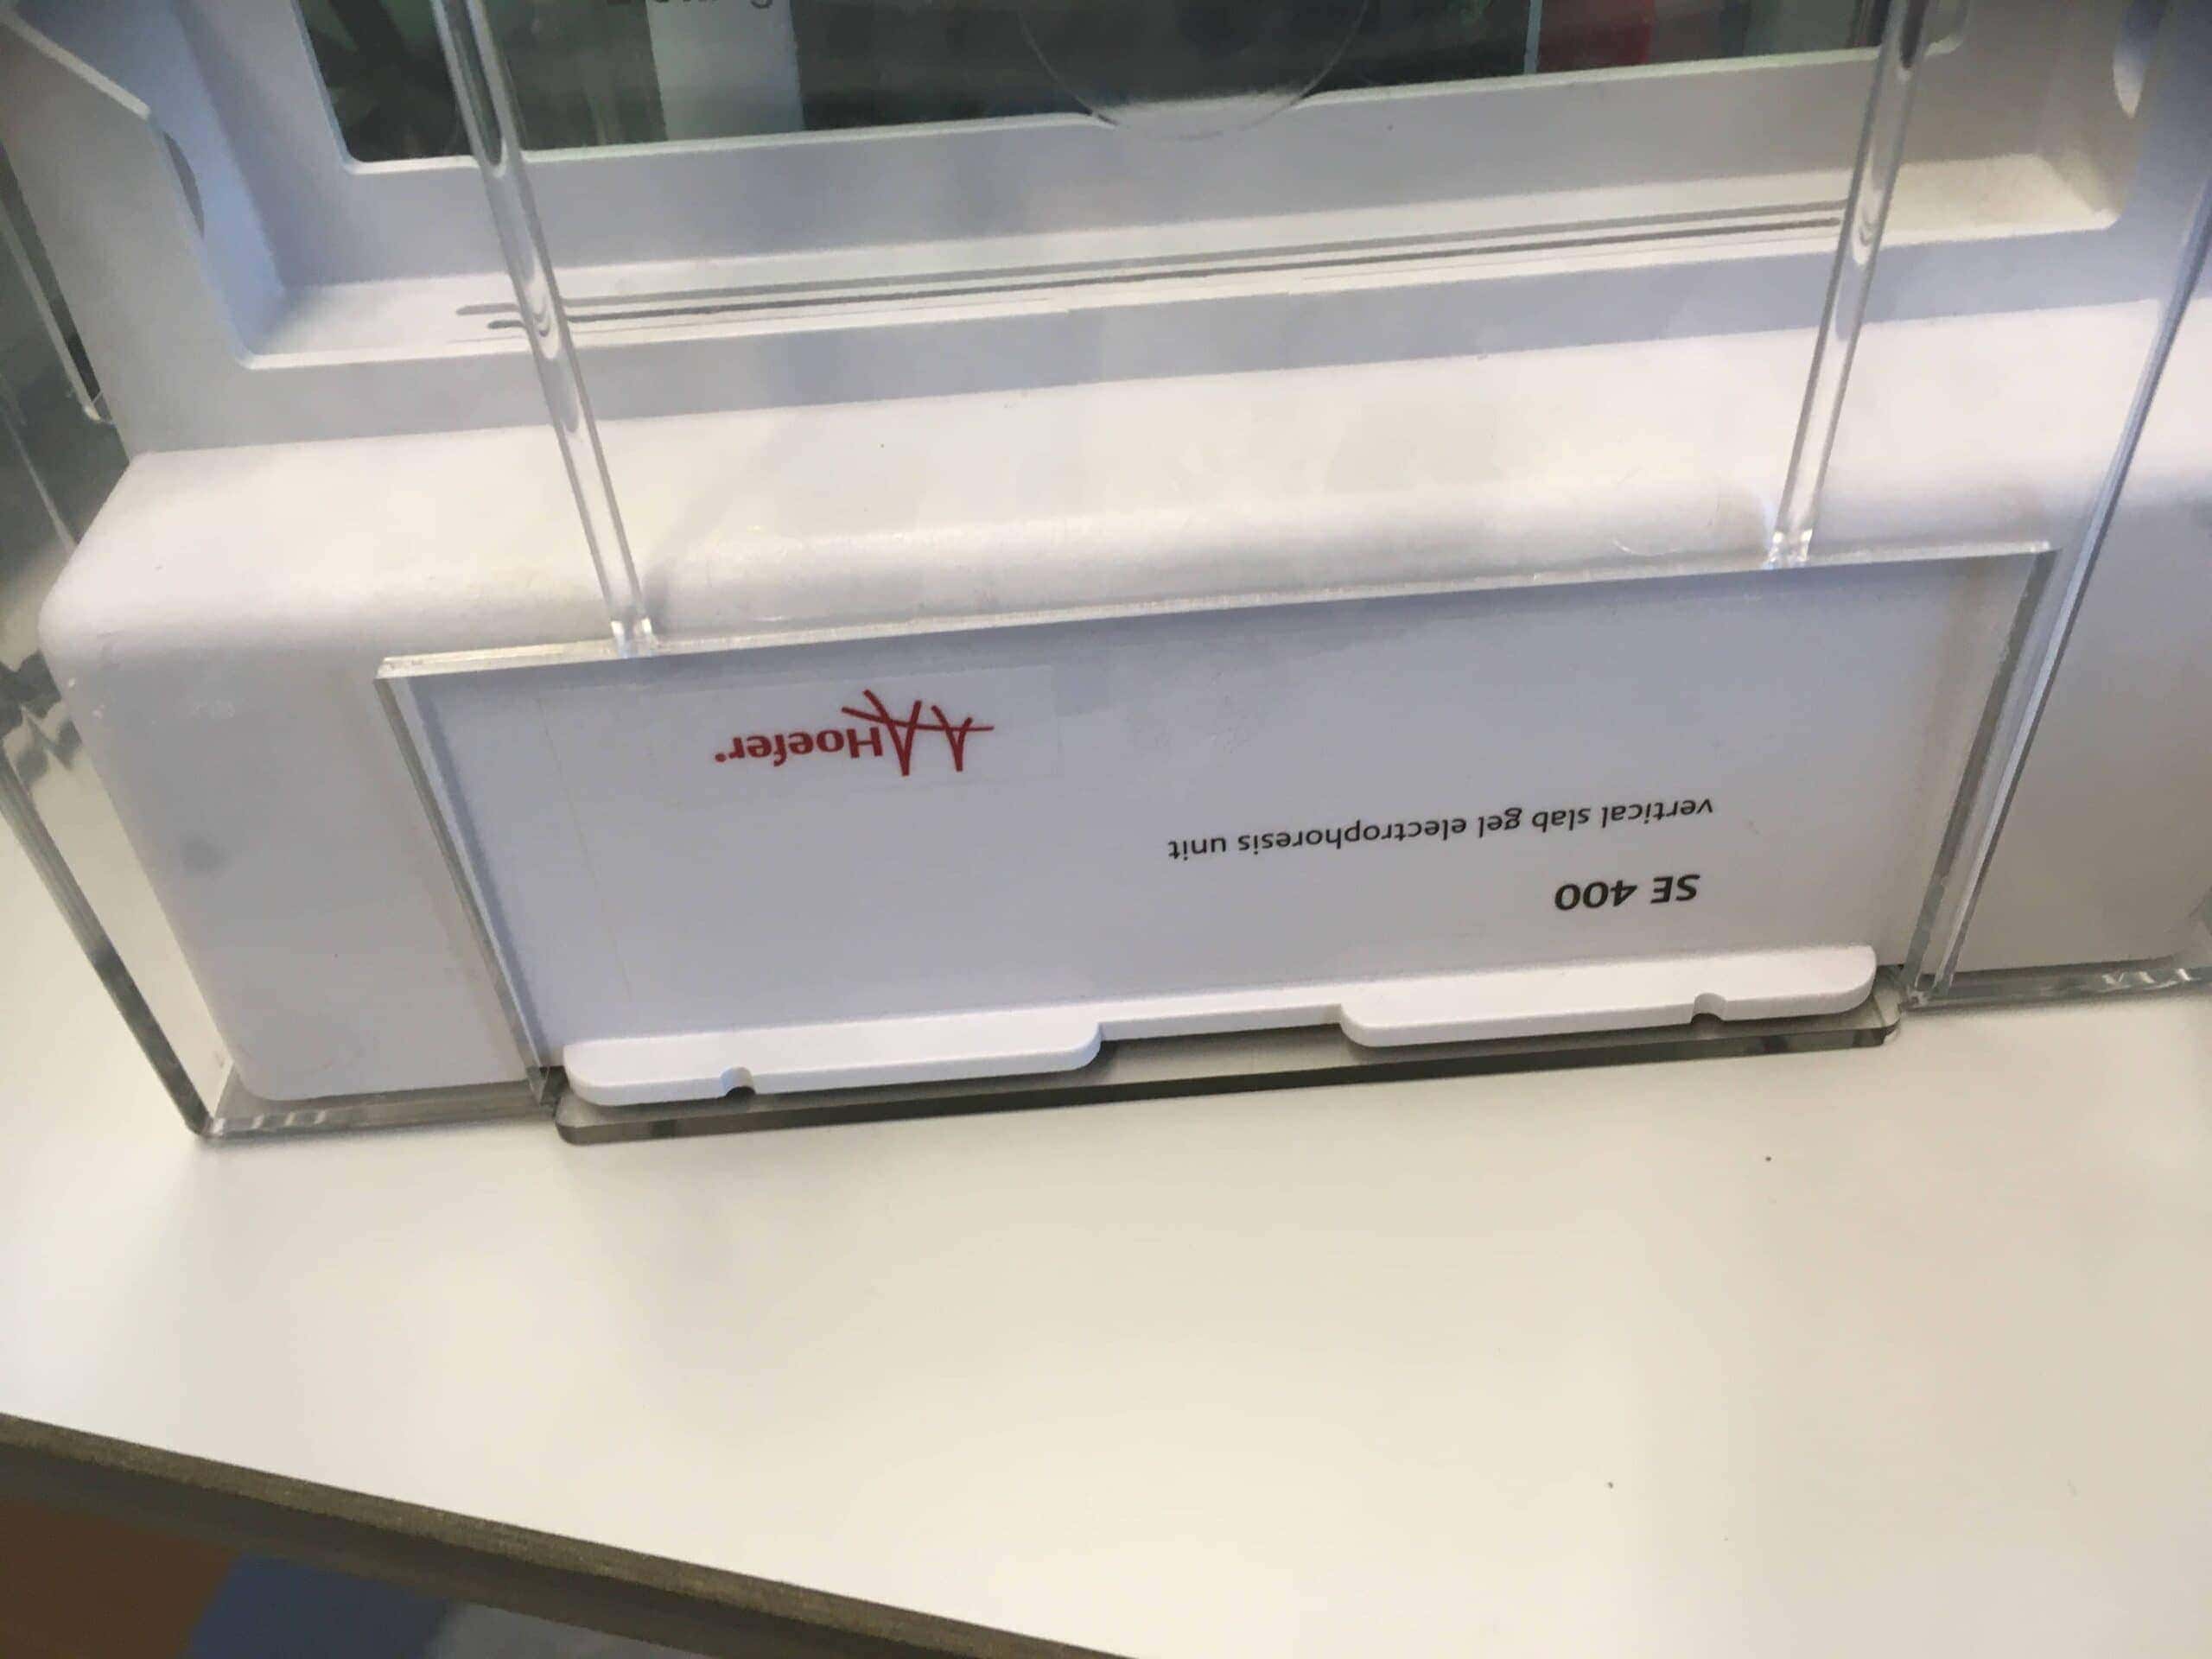 SE 400
vertical slab gel electrophoresis unit
Hoefer